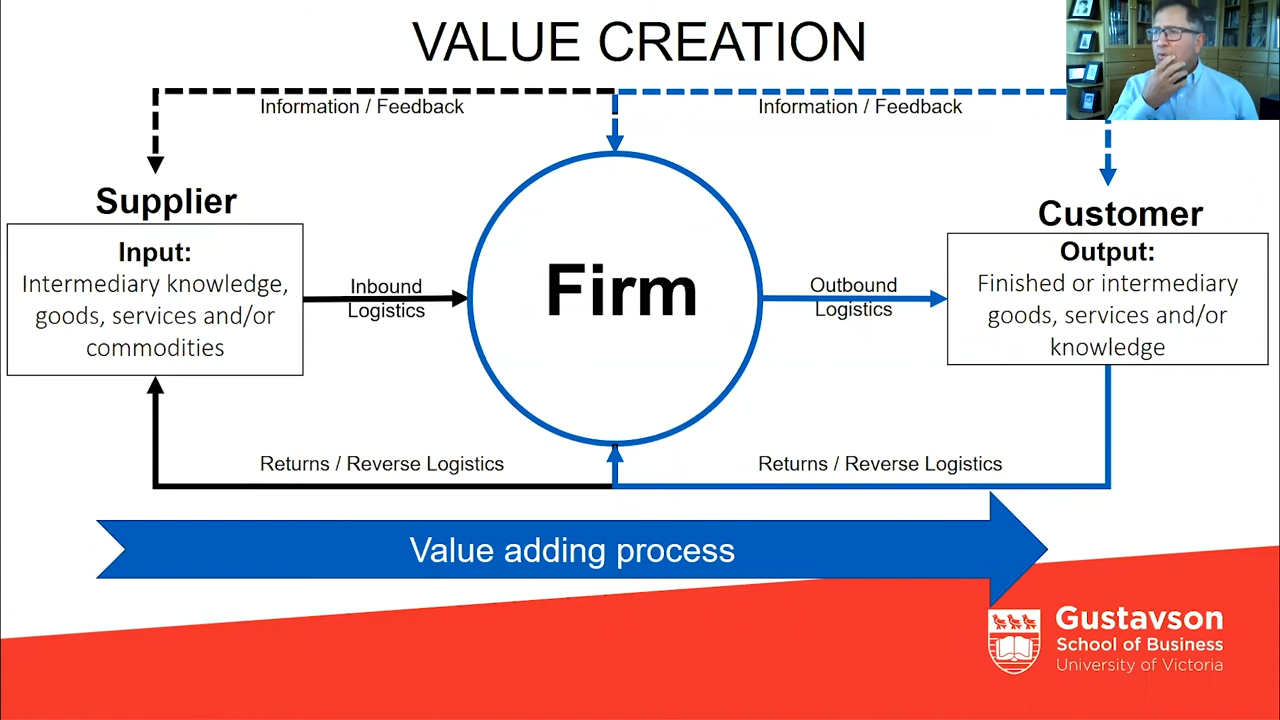 VALUE CREATION
Information / Feedback
Information / Feedback
Supplier
Customer
Input:
Intermediary knowledge,
goods, services and/or
commodities
Inbound
Logistics
Firm
Outbound
Logistics
Output:
Finished or intermediary
goods, services and/or
knowledge
Returns / Reverse Logistics
Returns / Reverse Logistics
Value adding process
Gustavson
School of Business
University of Victoria